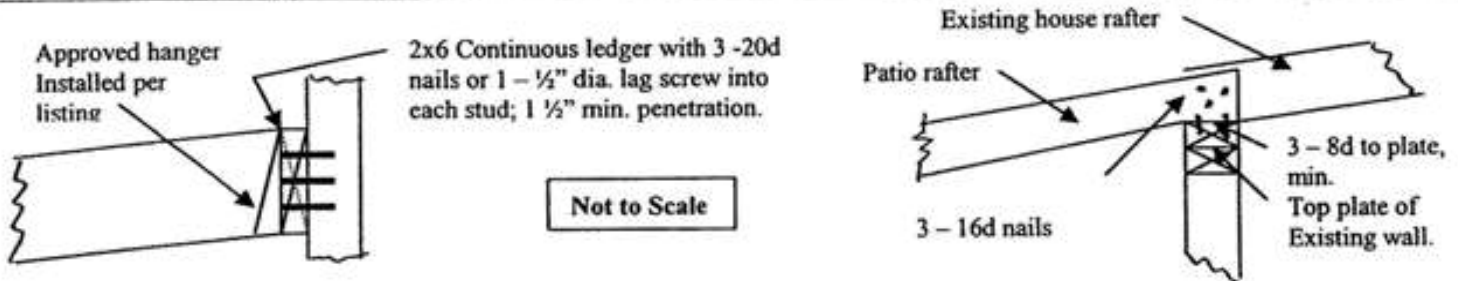 Approved hanger
Installed per
listing
2x6 Continuous ledger with 3 -20d
nails or 1 – ½” dia. lag screw into
each stud; 1 ½” min. penetration.
Not to Scale
Existing house rafter
Patio rafter
3 – 8d to plate,
min.
Top plate of
Existing wall.
3 – 16d nails